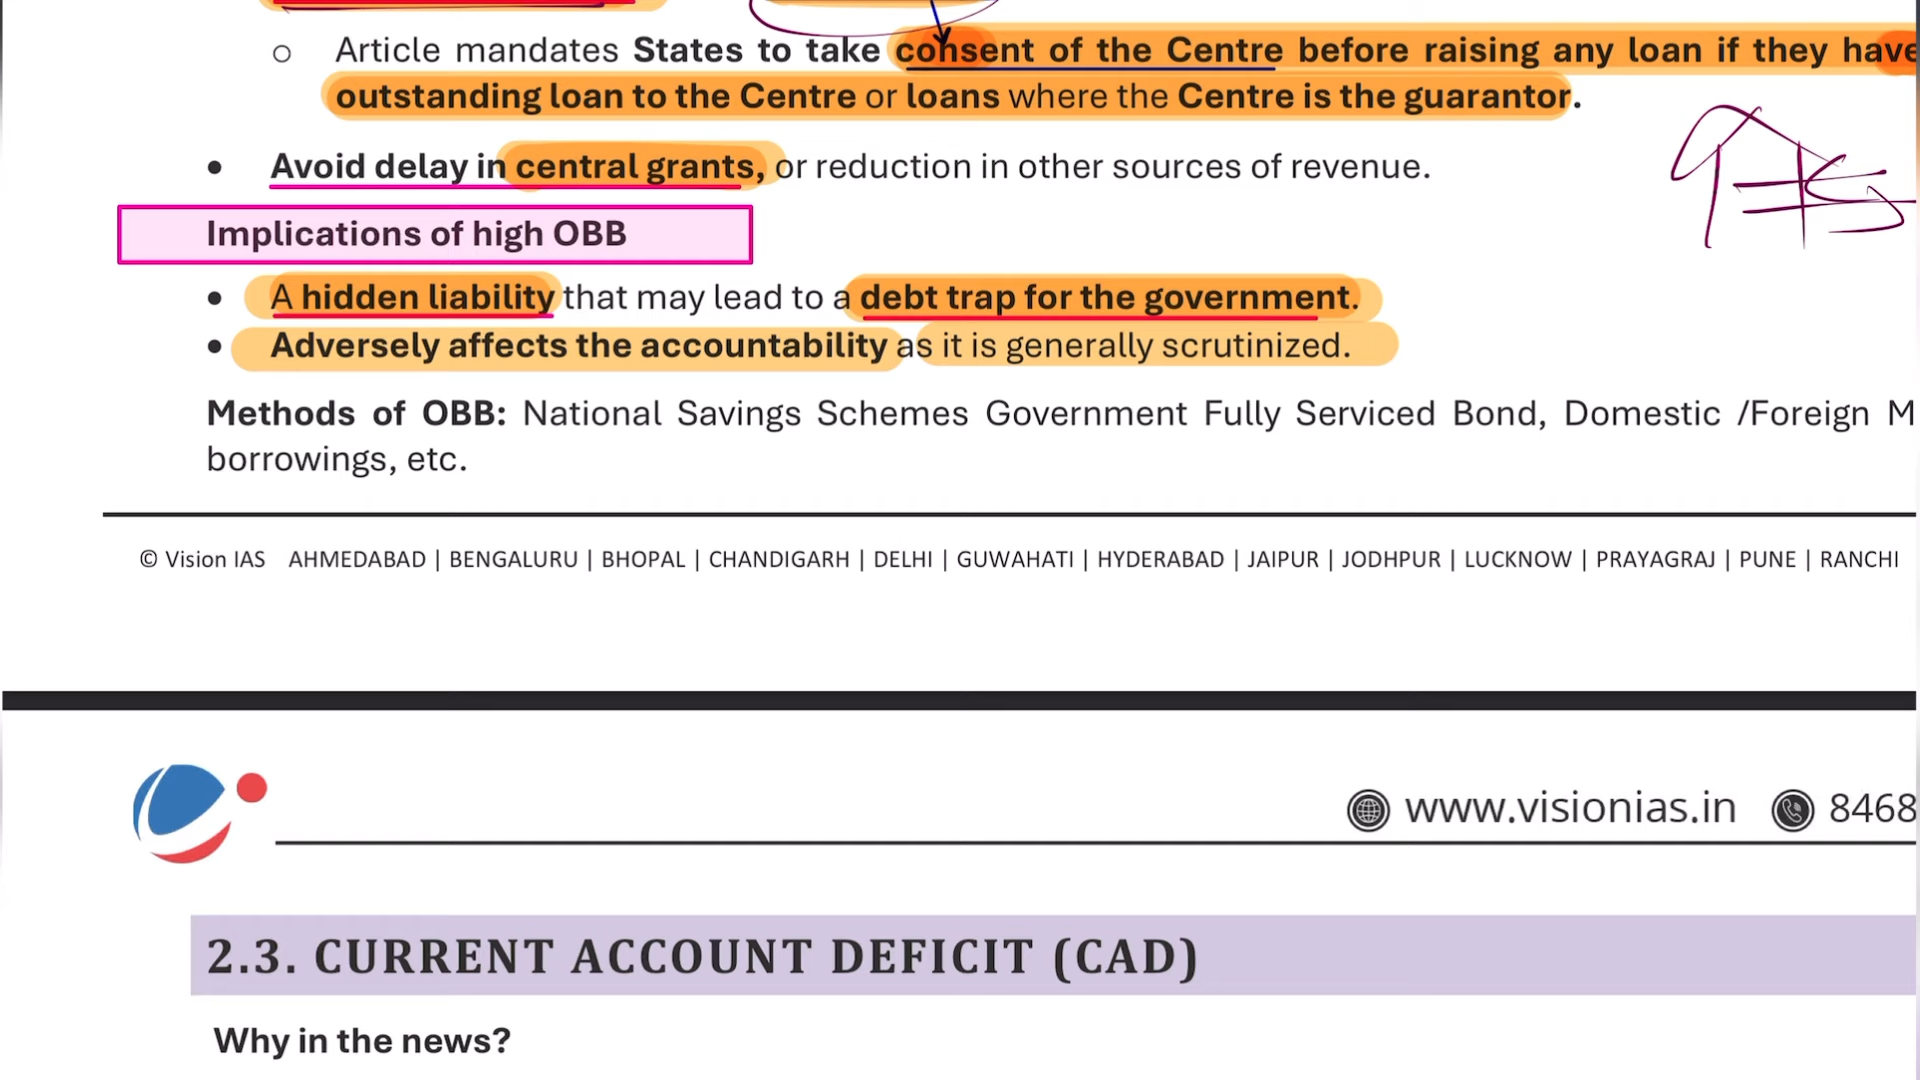 ○ Article mandates States to take consent of the Centre before raising any loan if they have
outstanding loan to the Centre or loans where the Centre is the guarantor.
• Avoid delay in central grants, or reduction in other sources of revenue.
Implications of high OBB
• A hidden liability that may lead to a debt trap for the government.
• Adversely affects the accountability as it is generally scrutinized.
Methods of OBB: National Savings Schemes Government Fully Serviced Bond, Domestic /Foreign M
borrowings, etc.
© Vision IAS AHMEDABAD | BENGALURU | BHOPAL | CHANDIGARH | DELHI | GUWAHATI | HYDERABAD | JAIPUR | JODHPUR | LUCKNOW | PRAYAGRAJ | PUNE | RANCHI
www.visionias.in 8468
2.3. CURRENT ACCOUNT DEFICIT (CAD)
Why in the news?